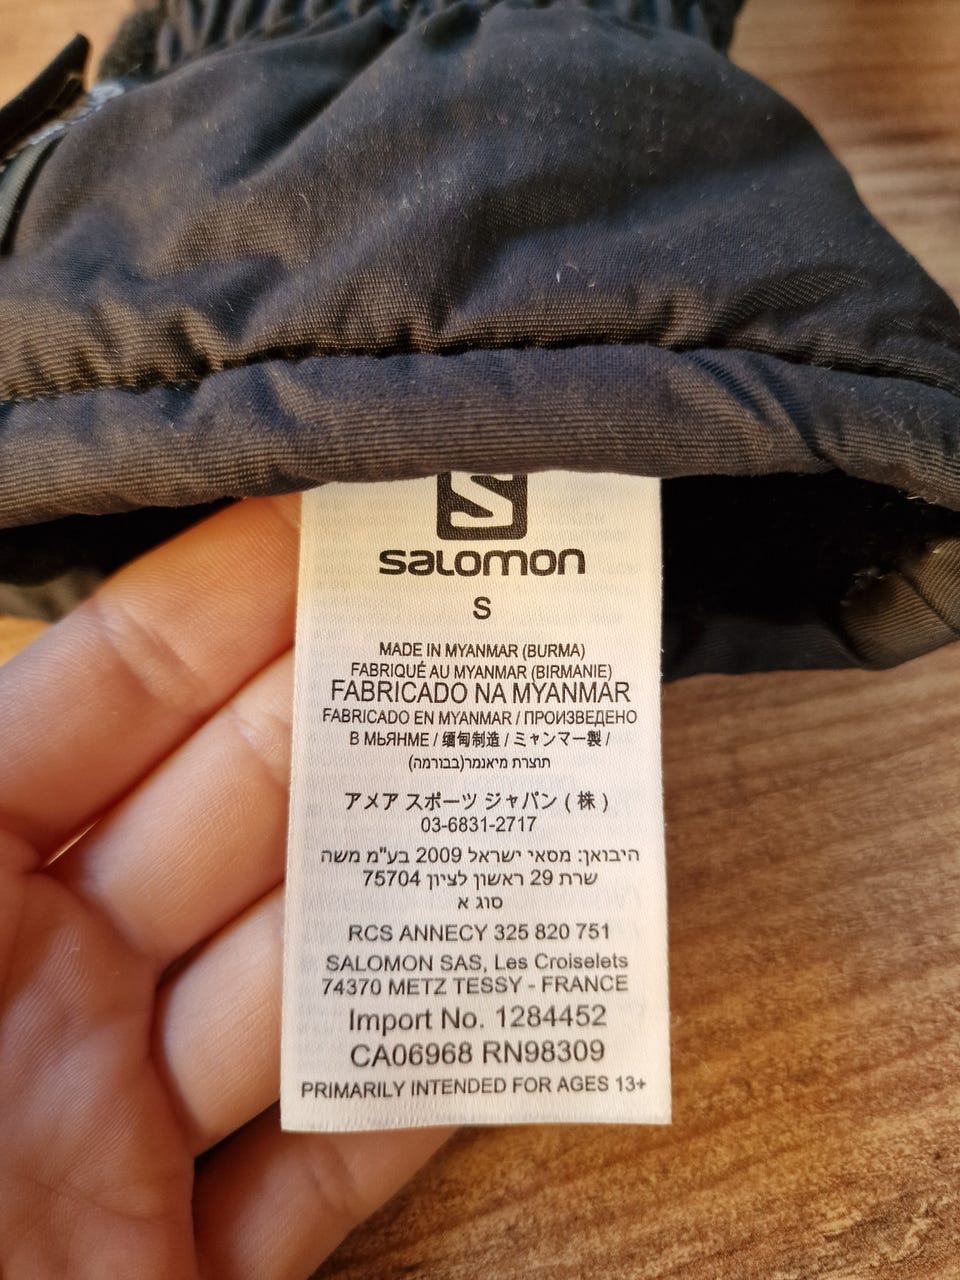 S
SALOMON
S
MADE IN MYANMAR (BURMA)
FABRIQUÉ AU MYANMAR (BIRMANIE)
FABRICADO NA MYANMAR
FABRICADO EN MYANMAR / ПРОИЗВЕДЕНО
В МЬЯНМЕ / 缅甸制造 / ミャンマー製 /
תוצרת מיאנמר(בבורמה)
アメア スポーツ ジャパン ( 株 )
03-6831-2717
היבואן: מסאי ישראל 2009 בע"מ משה
שרת 29 ראשון לציון 75704
סוג א
RCS ANNECY 325 820 751
SALOMON SAS, Les Croiselets
74370 METZ TESSY - FRANCE
Import No. 1284452
CA06968 RN98309
PRIMARILY INTENDED FOR AGES 13+